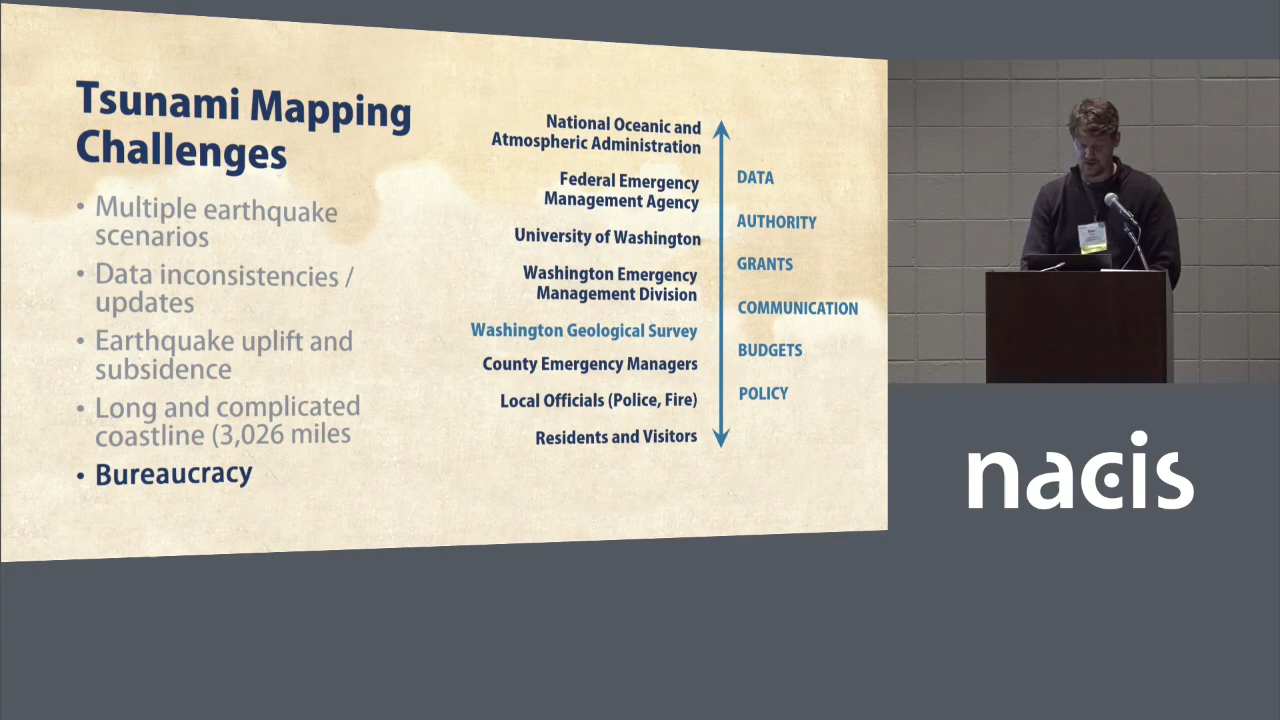 Tsunami Mapping
Challenges
• Multiple earthquake
scenarios
• Data inconsistencies /
updates
• Earthquake uplift and
subsidence
• Long and complicated
coastline (3,026 miles
• Bureaucracy
National Oceanic and
Atmospheric Administration
Federal Emergency
Management Agency
University of Washington
Washington Emergency
Management Division
Washington Geological Survey
County Emergency Managers
Local Officials (Police, Fire)
Residents and Visitors
DATA
AUTHORITY
GRANTS
COMMUNICATION
BUDGETS
POLICY
nacis